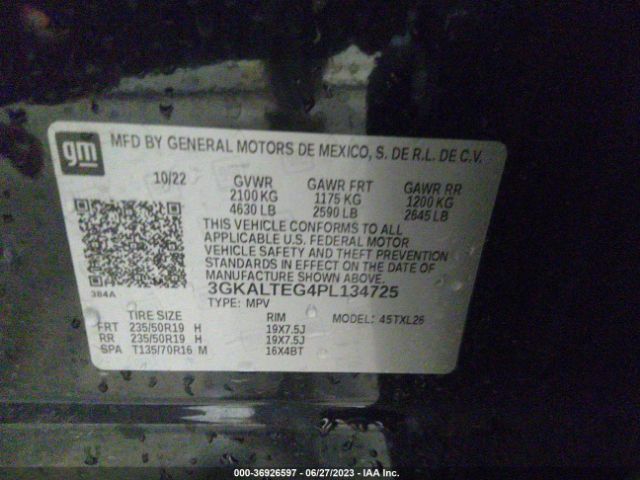 gm
MFD BY GENERAL MOTORS DE MEXICO, S. DE R.L. DE C.V.
10/22 GVWR GAWR FRT GAWR RR
2100 KG 1175 KG 1200 KG
4630 LB 2590 LB 2645 LB
THIS VEHICLE CONFORMS TO ALL
APPLICABLE U.S. FEDERAL MOTOR
VEHICLE SAFETY AND THEFT PREVENTION
STANDARDS IN EFFECT ON THE DATE OF
MANUFACTURE SHOWN ABOVE.
384A
3GKALTEG4PL134725
TYPE: MPV
TIRE SIZE RIM MODEL: 45TXL26
FRT 235/50R19 H 19X7.5J
RR 235/50R19 H 19X7.5J
SPA T135/70R16 M 16X4BT
000-36926597 - 06/27/2023 - IAA Inc.